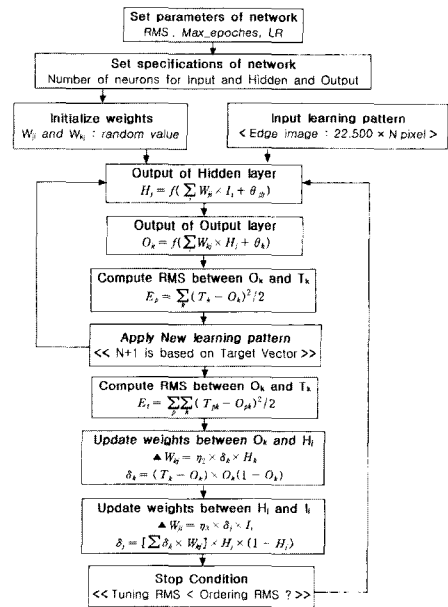 Set parameters of network
RMS, Max_epoches, LR
Set specifications of network
Number of neurons for Input and Hidden and Output
Initialize weights
Wji and Wkj : random value
Input learning pattern
< Edge image : 22.500 × N pixel >
Output of Hidden layer
Hj = f(∑ Wji × Ii + θjb)
Output of Output layer
Ok = f(∑ Wkj × Hj + θk)
Compute RMS between Ok and Tk
Ep = ∑k (Tk − Ok)²/2
Apply New learning pattern
<< N+1 is based on Target Vector>>
Compute RMS between Ok and Tk
Et = ∑p∑k (Tpk − Opk)²/2
Update weights between Ok and Hj
▲Wkj = η2 × δk × Hk
δk = (Tk − Ok) × Ok(1 − Ok)
Update weights between Hj and Ii
▲Wji = × δj × Ii
δj = [∑ δk × Wkj] × Hj × (1 − Hj)
Stop Condition
<< Tuning RMS < Ordering RMS ? >>